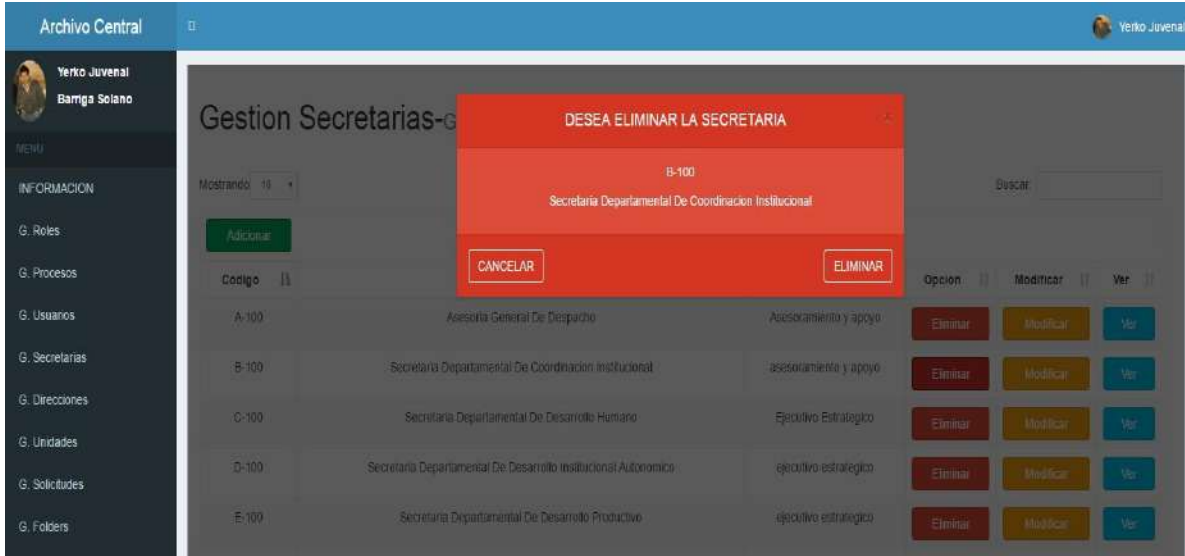 Archivo Central
Yerko Juvenal
Yerko Juvenal
Barriga Solano
MENU
INFORMACION
G. Roles
G. Procesos
G. Usuarios
G. Secretarias
G. Direcciones
G. Unidades
G. Solicitudes
G. Folders
Gestion Secretarias-G
DESEA ELIMINAR LA SECRETARIA
×
B-100
Secretaria Departamental De Coordinacion Institucional
CANCELAR
ELIMINAR
Mostrando 10
Buscar:
Adicionar
Codigo
Opcion
Modificar
Ver
A-100 Asesoria General De Despacho Asesoramiento y apoyo Eliminar Modificar Ver
B-100 Secretaria Departamental De Coordinacion Institucional asesoramiento y apoyo Eliminar Modificar Ver
C-100 Secretaria Departamental De Desarrollo Humano Ejecutivo Estrategico Eliminar Modificar Ver
D-100 Secretaria Departamental De Desarrollo Institucional Autonomico ejecutivo estrategico Eliminar Modificar Ver
E-100 Secretaria Departamental De Desarrollo Productivo ejecutivo estrategico Eliminar Modificar Ver